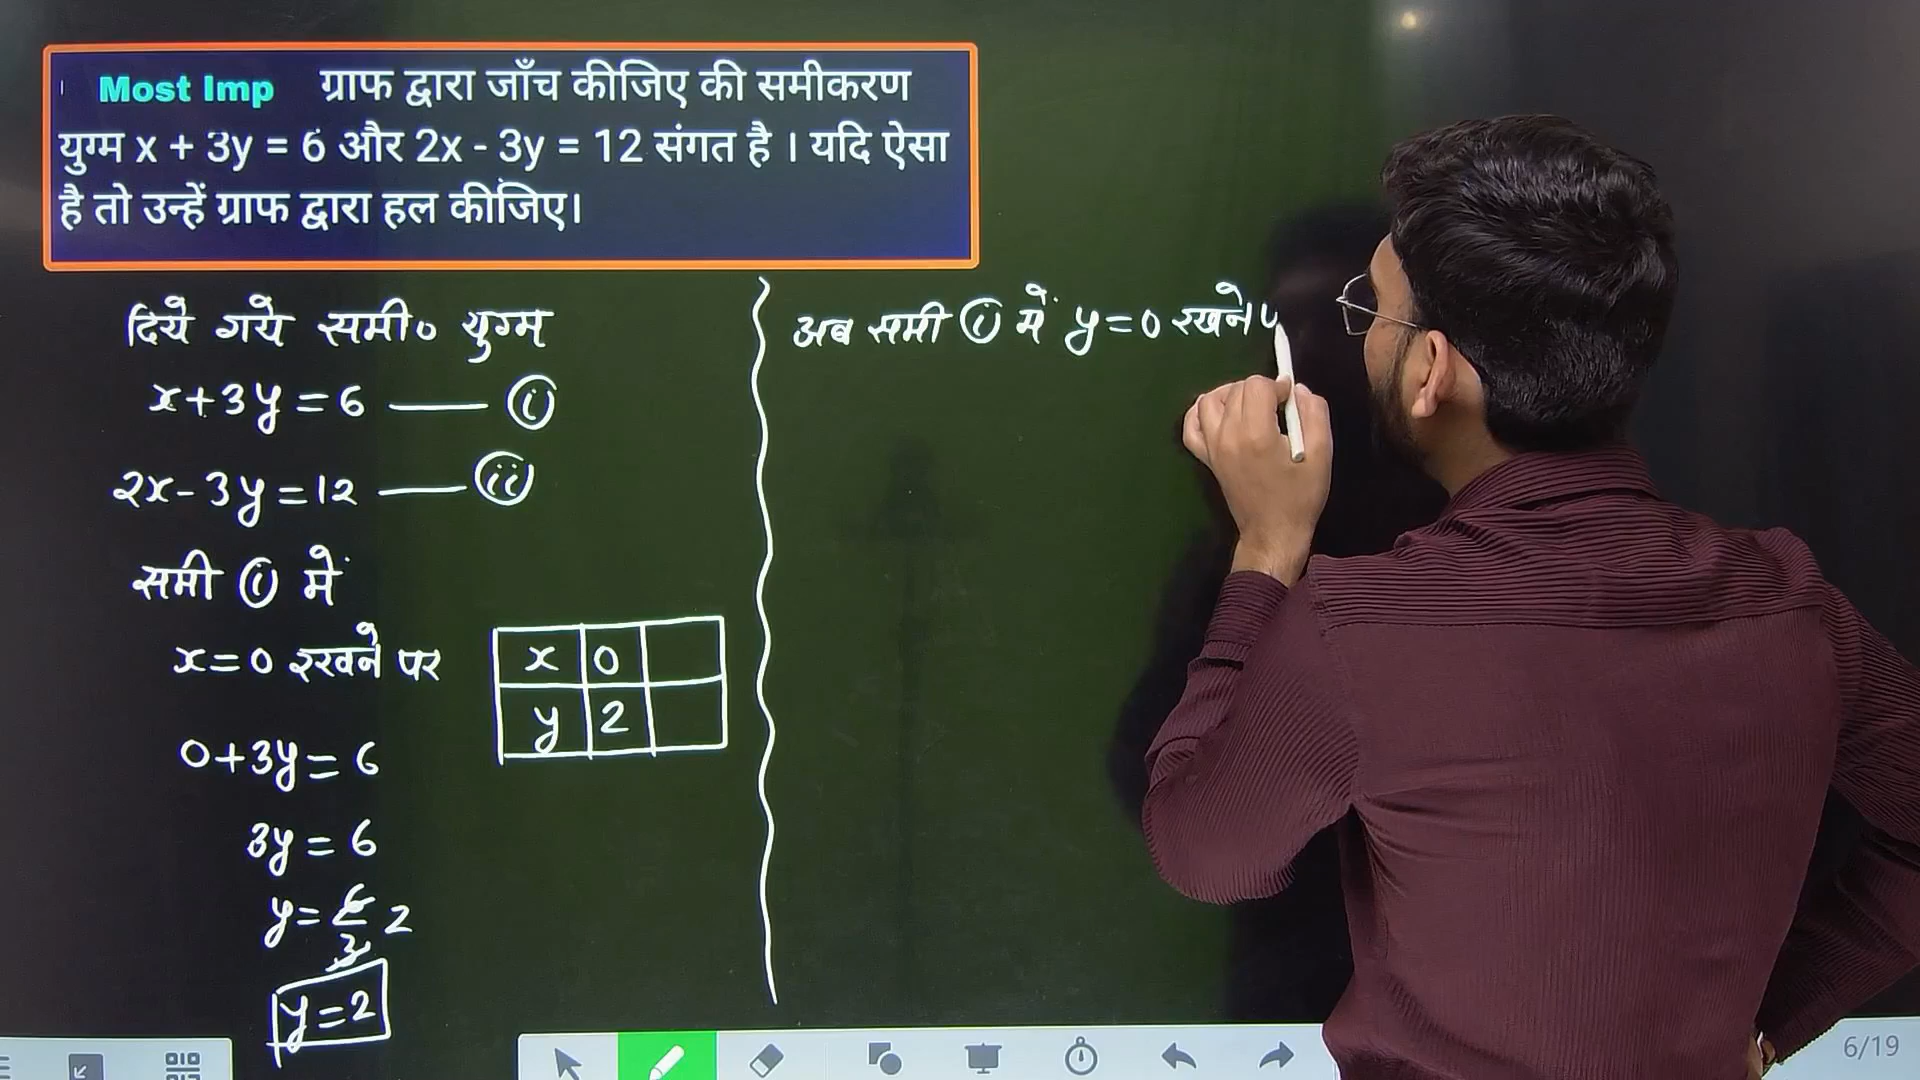 Most Imp ग्राफ द्वारा जाँच कीजिए की समीकरण
युग्म x + 3y = 6 और 2x - 3y = 12 संगत है । यदि ऐसा
है तो उन्हें ग्राफ द्वारा हल कीजिए।
दिये गये समी० युग्म
x+3y=6 —— (i)
2x-3y=12 —— (ii)
समी (i) में
x=0 रखने पर
0+3y=6
3y=6
y=6/3 2
y=2
x 0
y 2
अब समी (i) में y=0 रखने
6/19